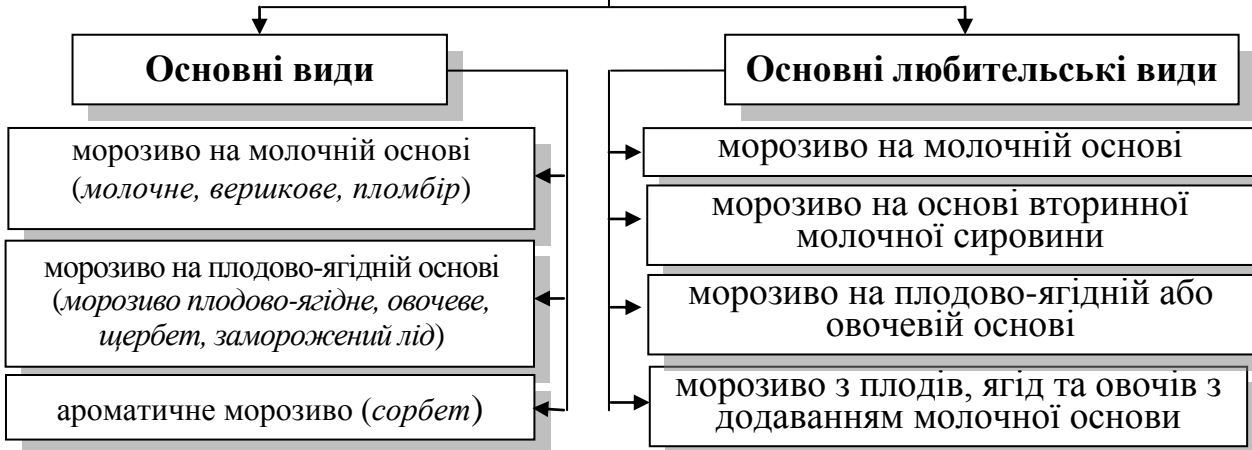 Основні види
морозиво на молочній основі
(молочне, вершкове, пломбір)
морозиво на плодово-ягідній основі
(морозиво плодово-ягідне, овочеве,
щербет, заморожений лід)
ароматичне морозиво (сорбет)
Основні любительські види
морозиво на молочній основі
морозиво на основі вторинної
молочної сировини
морозиво на плодово-ягідній або
овочевій основі
морозиво з плодів, ягід та овочів з
додаванням молочної основи